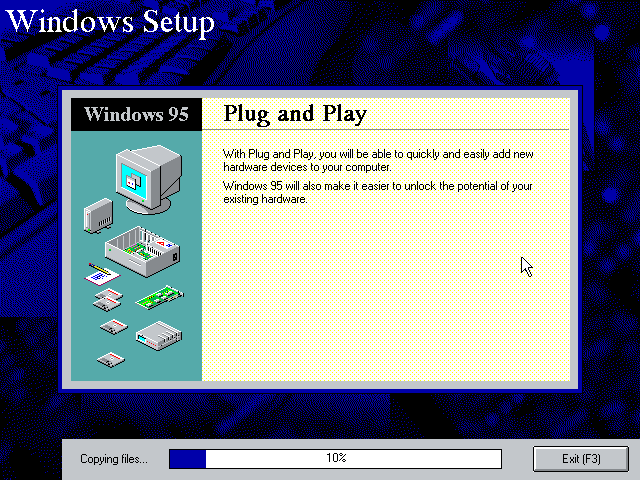 Windows Setup
Windows 95
Plug and Play
With Plug and Play, you will be able to quickly and easily add new
hardware devices to your computer.
Windows 95 will also make it easier to unlock the potential of your
existing hardware.
Copying files...
10%
Exit (F3)